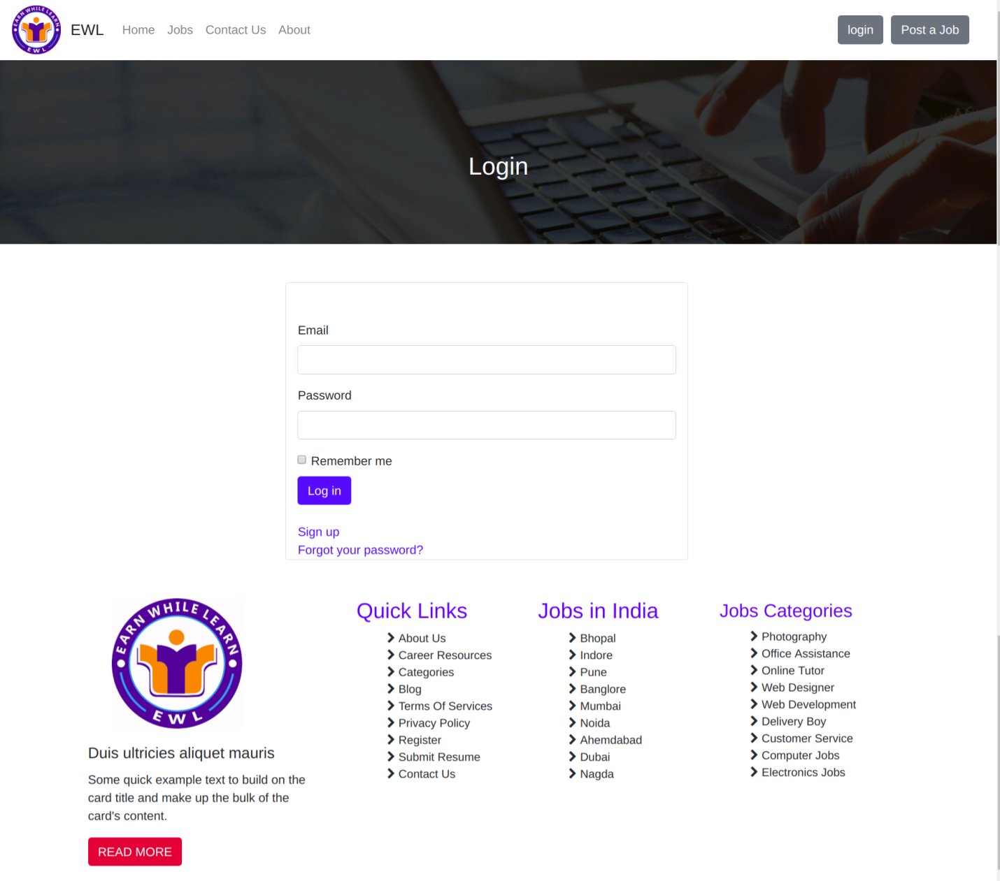 EARN WHILE LEARN
EWL
EWL
Home
Jobs
Contact Us
About
login
Post a Job
Login
Email
Password
Remember me
Log in
Sign up
Forgot your password?
EARN WHILE LEARN
EWL
Duis ultricies aliquet mauris
Some quick example text to build on the
card title and make up the bulk of the
card's content.
READ MORE
Quick Links
About Us
Career Resources
Categories
Blog
Terms Of Services
Privacy Policy
Register
Submit Resume
Contact Us
Jobs in India
Bhopal
Indore
Pune
Banglore
Mumbai
Noida
Ahemdabad
Dubai
Nagda
Jobs Categories
Photography
Office Assistance
Online Tutor
Web Designer
Web Development
Delivery Boy
Customer Service
Computer Jobs
Electronics Jobs